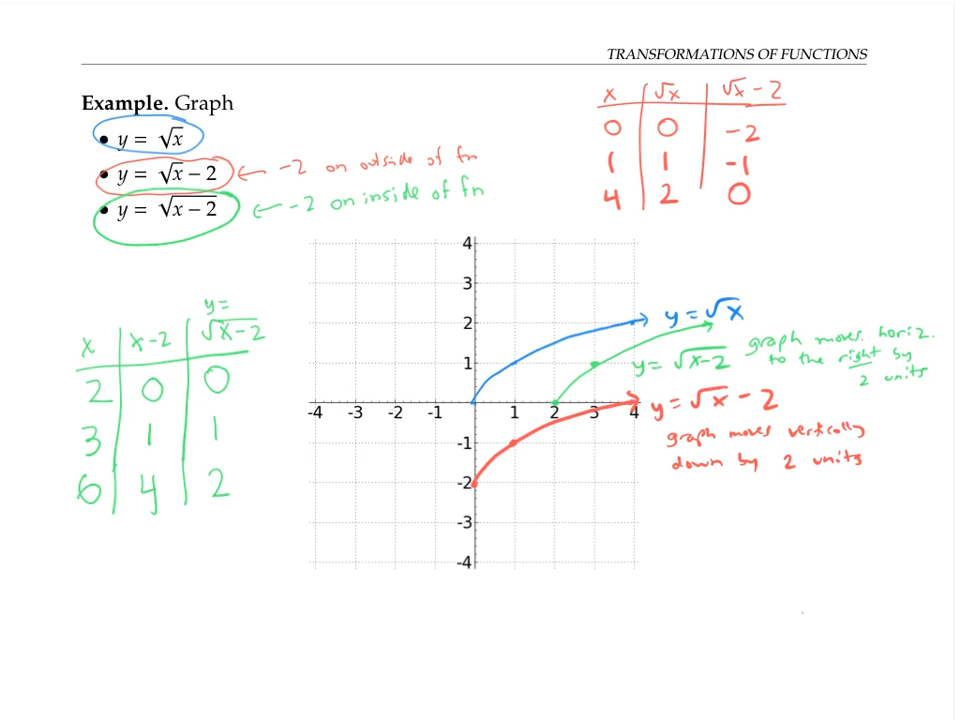 TRANSFORMATIONS OF FUNCTIONS
Example. Graph
• y = √x
• y = √x − 2 ← -2 on outside of fn
• y = √(x − 2) ← -2 on inside of fn
x | √x | √x - 2
0 | 0 | -2
1 | 1 | -1
4 | 2 | 0
x | x-2 | y = √(x-2)
2 | 0 | 0
3 | 1 | 1
6 | 4 | 2
4
3
2
1
-4 -3 -2 -1 1 2 3 4
-1
-2
-3
-4
y = √x
y = √(x-2)
graph moves horiz.
to the right by
2 units
y = √x - 2
graph moves vertically
down by 2 units